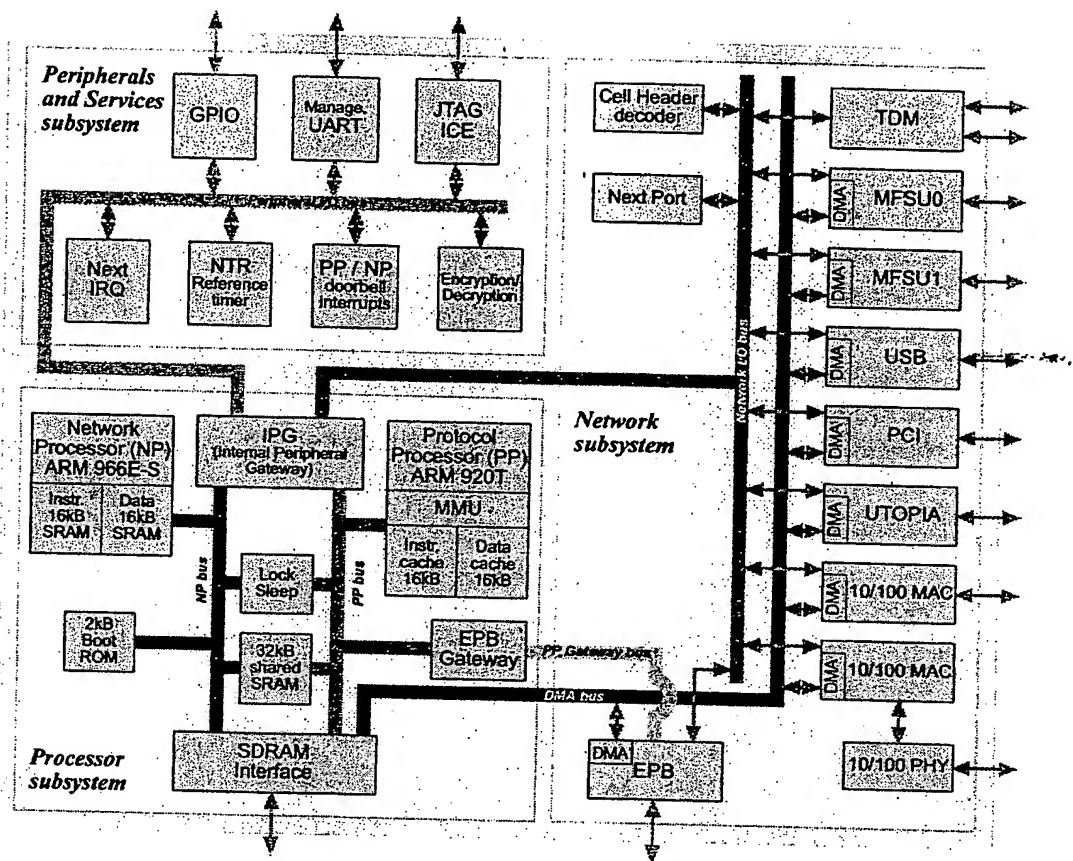 Peripherals
and Services
subsystem
GPIO
Manage
UART
JTAG
ICE
Next
IRQ
NTR
Reference
timer
PP / NP
doorbell
interrupts
Encryption/
Decryption
Cell Header
decoder
Next Port
TDM
DMA
MFSU0
DMA
MFSU1
DMA
USB
DMA
PCI
DMA
UTOPIA
DMA
10/100 MAC
DMA
10/100 MAC
10/100 PHY
Network I/O bus
Network
subsystem
Network
Processor (NP)
ARM 966E-S
Instr.
16kB
SRAM
Data
16kB
SRAM
IPG
(Internal Peripheral
Gateway)
Protocol
Processor (PP)
ARM 920T
MMU
Instr.
cache
16kB
Data
cache
16kB
NP bus
PP bus
Lock
Sleep
2kB
Boot
ROM
32kB
shared
SRAM
EPB
Gateway
PP Gateway bus
DMA bus
SDRAM
Interface
DMA
EPB
Processor
subsystem